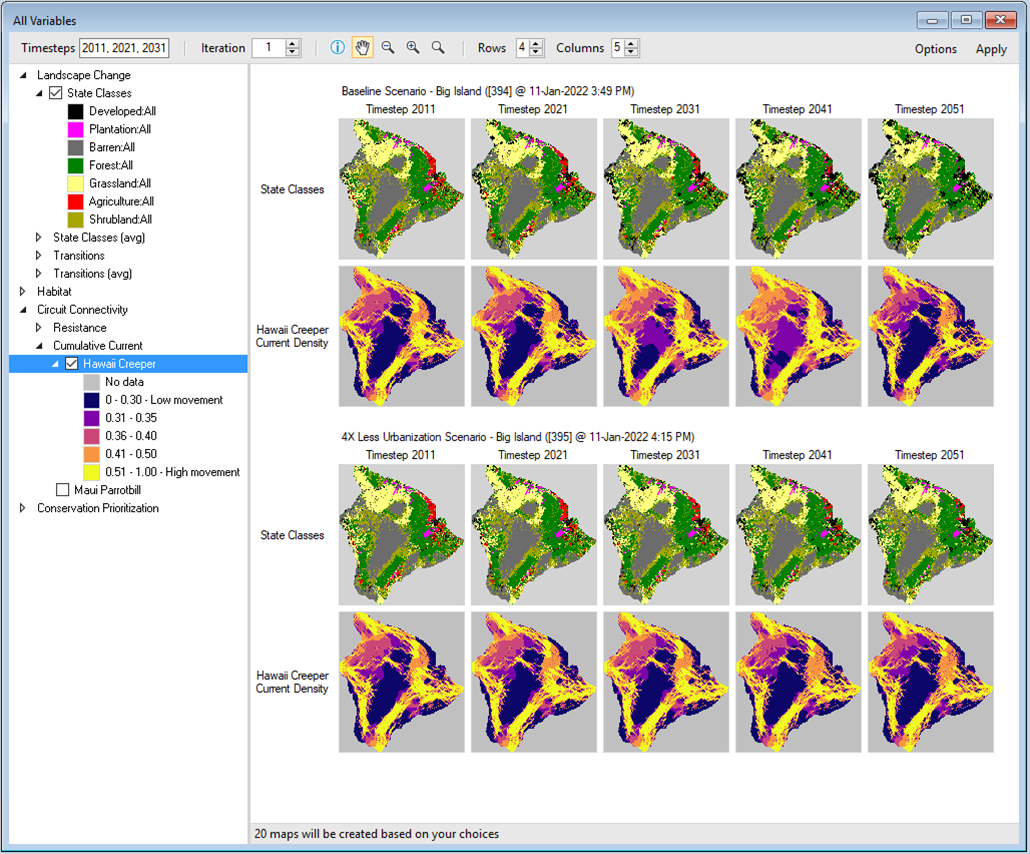 All Variables
Timesteps 2011, 2021, 2031 Iteration 1 Rows 4 Columns 5 Options Apply
Landscape Change
State Classes
Developed:All
Plantation:All
Barren:All
Forest:All
Grassland:All
Agriculture:All
Shrubland:All
State Classes (avg)
Transitions
Transitions (avg)
Habitat
Circuit Connectivity
Resistance
Cumulative Current
Hawaii Creeper
No data
0 - 0.30 - Low movement
0.31 - 0.35
0.36 - 0.40
0.41 - 0.50
0.51 - 1.00 - High movement
Maui Parrotbill
Conservation Prioritization
Baseline Scenario - Big Island ([394] @ 11-Jan-2022 3:49 PM)
Timestep 2011 Timestep 2021 Timestep 2031 Timestep 2041 Timestep 2051
State Classes
Hawaii Creeper
Current Density
4X Less Urbanization Scenario - Big Island ([395] @ 11-Jan-2022 4:15 PM)
Timestep 2011 Timestep 2021 Timestep 2031 Timestep 2041 Timestep 2051
State Classes
Hawaii Creeper
Current Density
20 maps will be created based on your choices